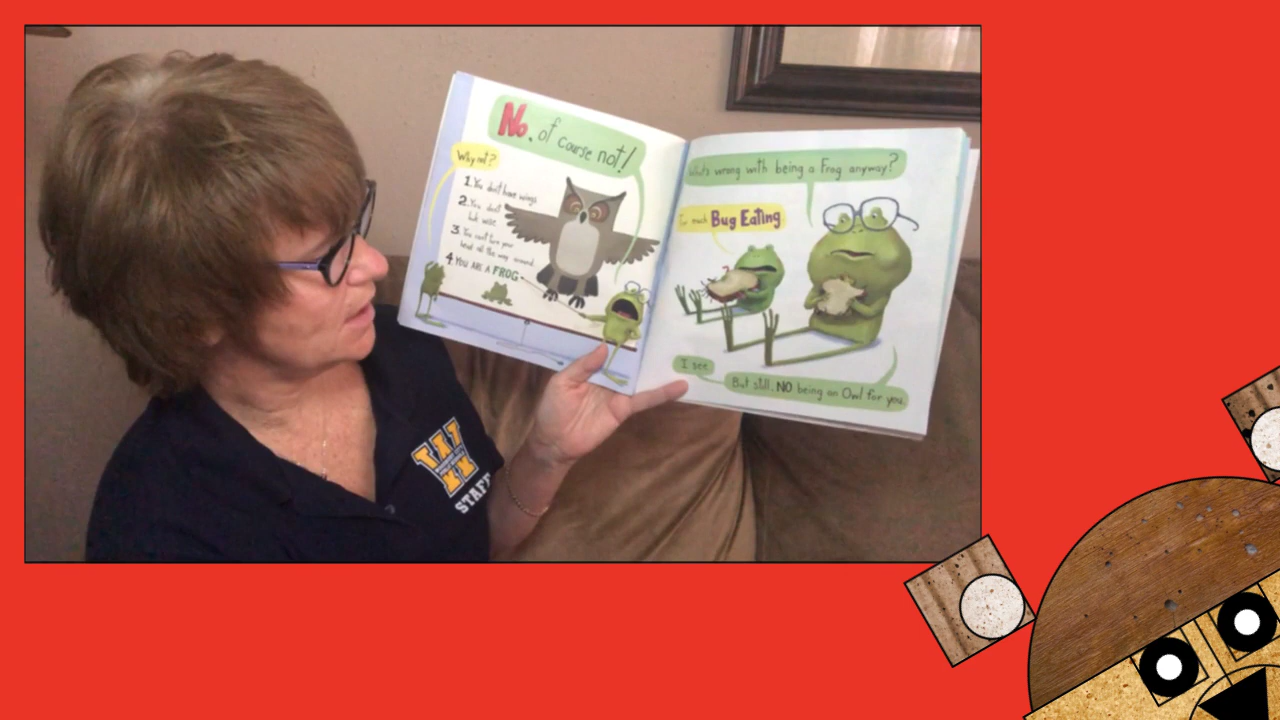 No, of course not!
Why not?
1. You don't have wings
2. You don't
look wise.
3. You can't turn your
head all the way around.
4. YOU ARE A FROG
What's wrong with being a Frog anyway?
Too much Bug Eating.
I see.
But still, NO being an Owl for you.
STAFF